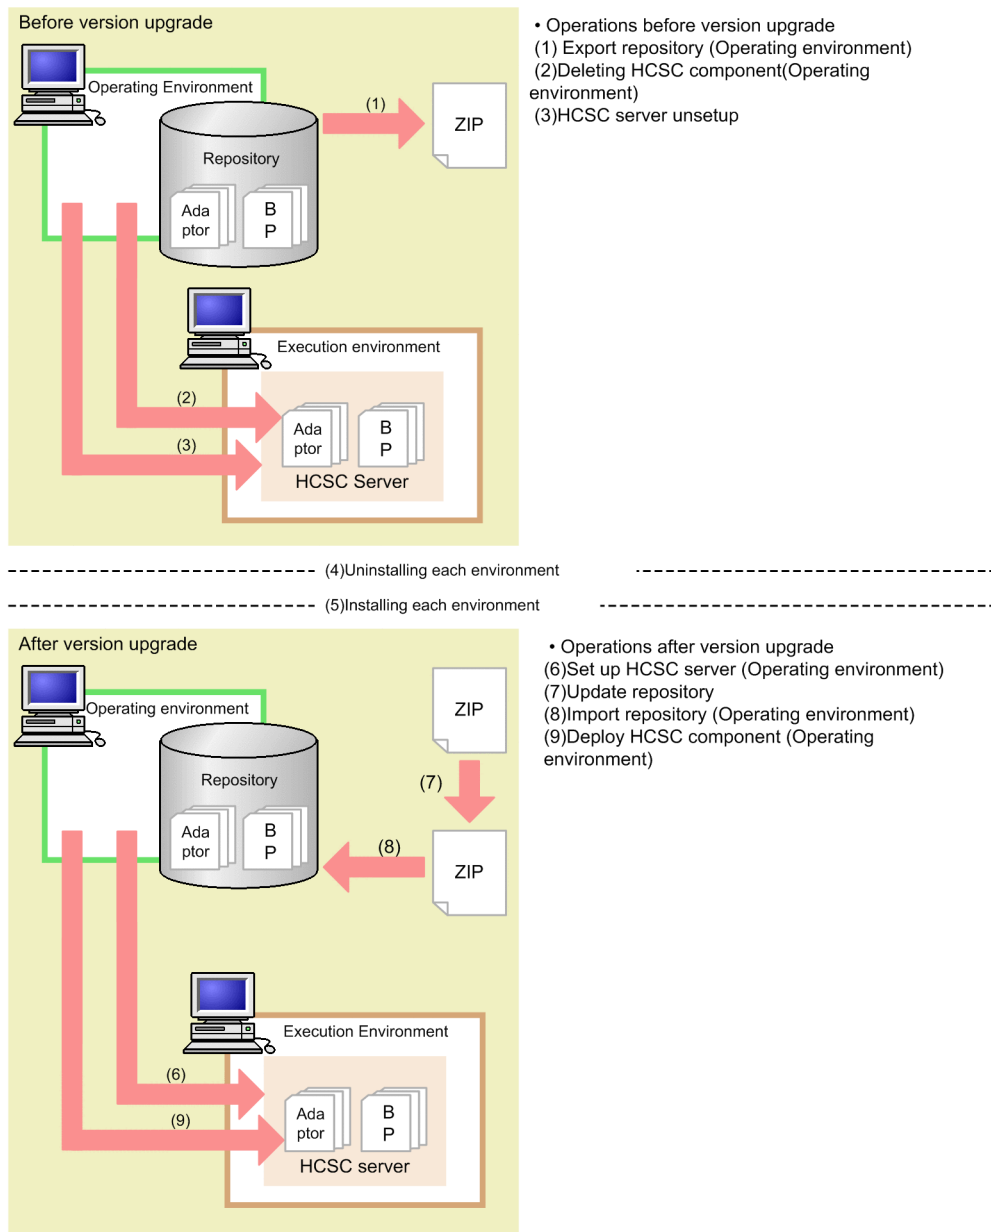 Before version upgrade
Operating Environment
(1)
ZIP
Repository
Ada
ptor
B
P
Execution environment
(2)
(3)
Ada
ptor
B
P
HCSC Server
• Operations before version upgrade
(1) Export repository (Operating environment)
(2)Deleting HCSC component(Operating
environment)
(3)HCSC server unsetup
(4)Uninstalling each environment
(5)Installing each environment
After version upgrade
Operating environment
ZIP
(7)
Repository
Ada
ptor
B
P
(8)
ZIP
Execution Environment
(6)
(9)
Ada
ptor
B
P
HCSC server
• Operations after version upgrade
(6)Set up HCSC server (Operating environment)
(7)Update repository
(8)Import repository (Operating environment)
(9)Deploy HCSC component (Operating
environment)